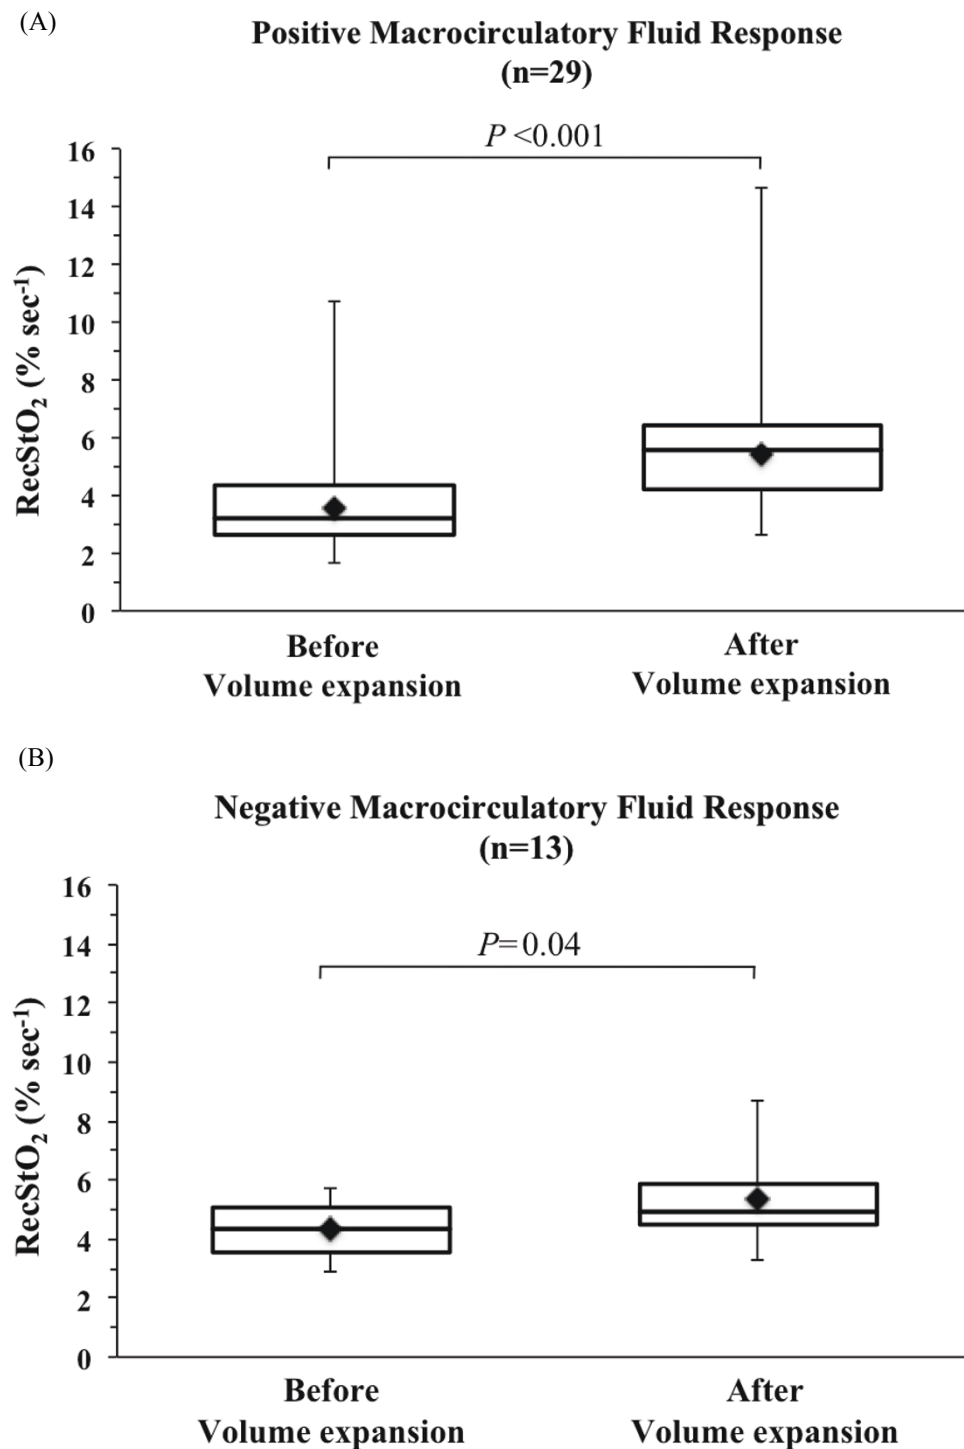 (A)
Positive Macrocirculatory Fluid Response
(n=29)
P <0.001
16
14
12
10
8
6
4
2
0
RecStO₂ (% sec⁻¹)
Before
Volume expansion
After
Volume expansion
(B)
Negative Macrocirculatory Fluid Response
(n=13)
P= 0.04
16
14
12
10
8
6
4
2
0
RecStO₂ (% sec⁻¹)
Before
Volume expansion
After
Volume expansion